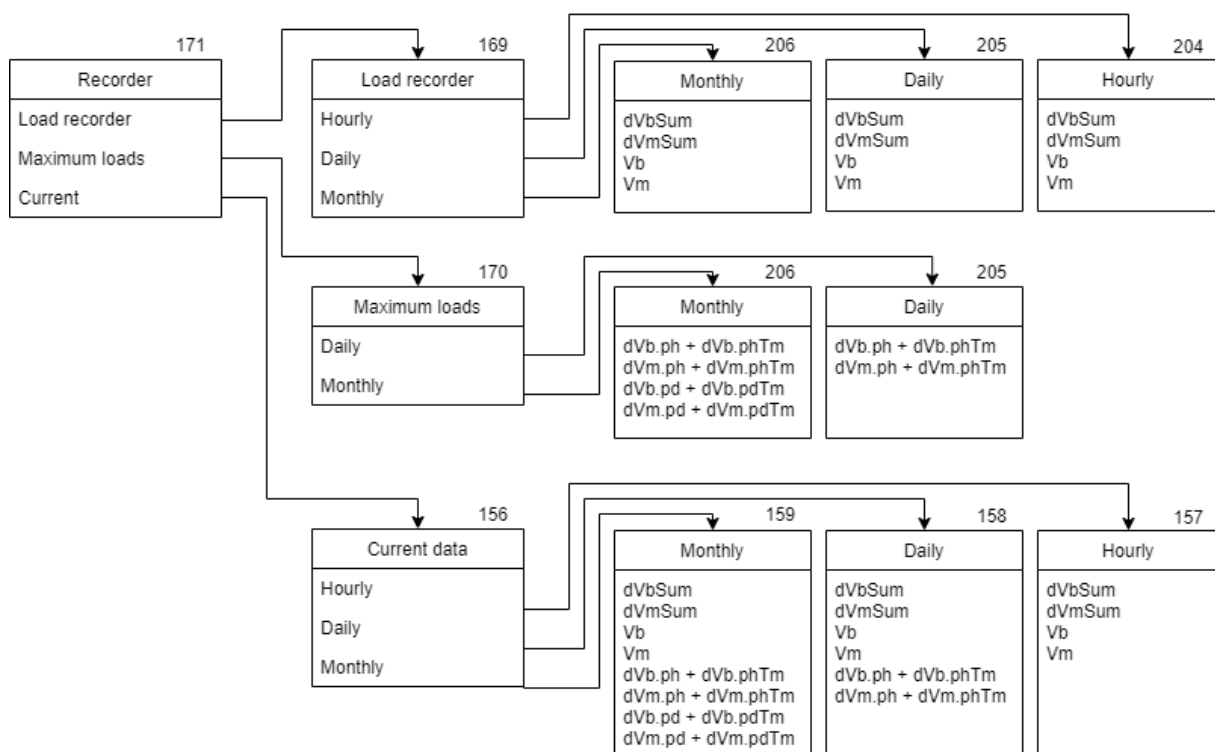 171
Recorder
Load recorder
Maximum loads
Current
169
Load recorder
Hourly
Daily
Monthly
206
Monthly
dVbSum
dVmSum
Vb
Vm
205
Daily
dVbSum
dVmSum
Vb
Vm
204
Hourly
dVbSum
dVmSum
Vb
Vm
170
Maximum loads
Daily
Monthly
206
Monthly
dVb.ph + dVb.phTm
dVm.ph + dVm.phTm
dVb.pd + dVb.pdTm
dVm.pd + dVm.pdTm
205
Daily
dVb.ph + dVb.phTm
dVm.ph + dVm.phTm
156
Current data
Hourly
Daily
Monthly
159
Monthly
dVbSum
dVmSum
Vb
Vm
dVb.ph + dVb.phTm
dVm.ph + dVm.phTm
dVb.pd + dVb.pdTm
dVm.pd + dVm.pdTm
158
Daily
dVbSum
dVmSum
Vb
Vm
dVb.ph + dVb.phTm
dVm.ph + dVm.phTm
157
Hourly
dVbSum
dVmSum
Vb
Vm